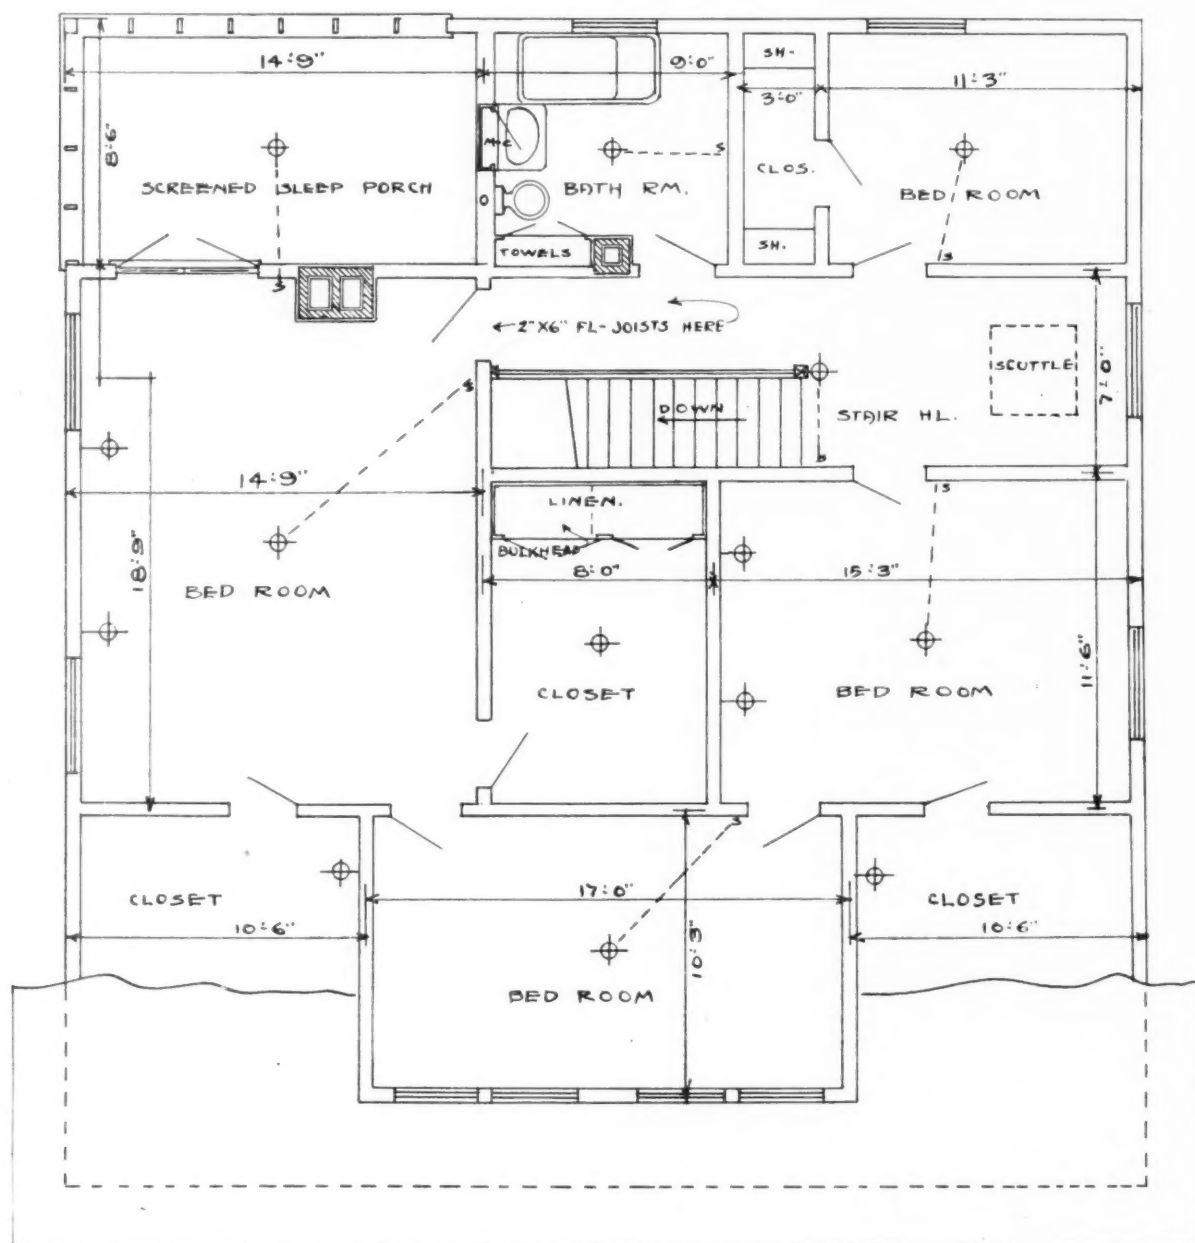 14'-9"
9'-0"
SH-
3'-0"
11'-3"
8'-6"
M-C
SCREENED SLEEP PORCH
BATH RM.
S
CLOS.
BED ROOM
TOWELS
SH.
S
S
2"X6" FL-JOISTS HERE
SCUTTLE
7'-0"
S
DOWN
STAIR HL.
S
14'-9"
LINEN.
S
BULKHEAD
18'-9"
BED ROOM
8'-0"
15'-3"
11'-6"
CLOSET
BED ROOM
S
CLOSET
17'-0"
CLOSET
10'-6"
10'-3"
10'-6"
BED ROOM